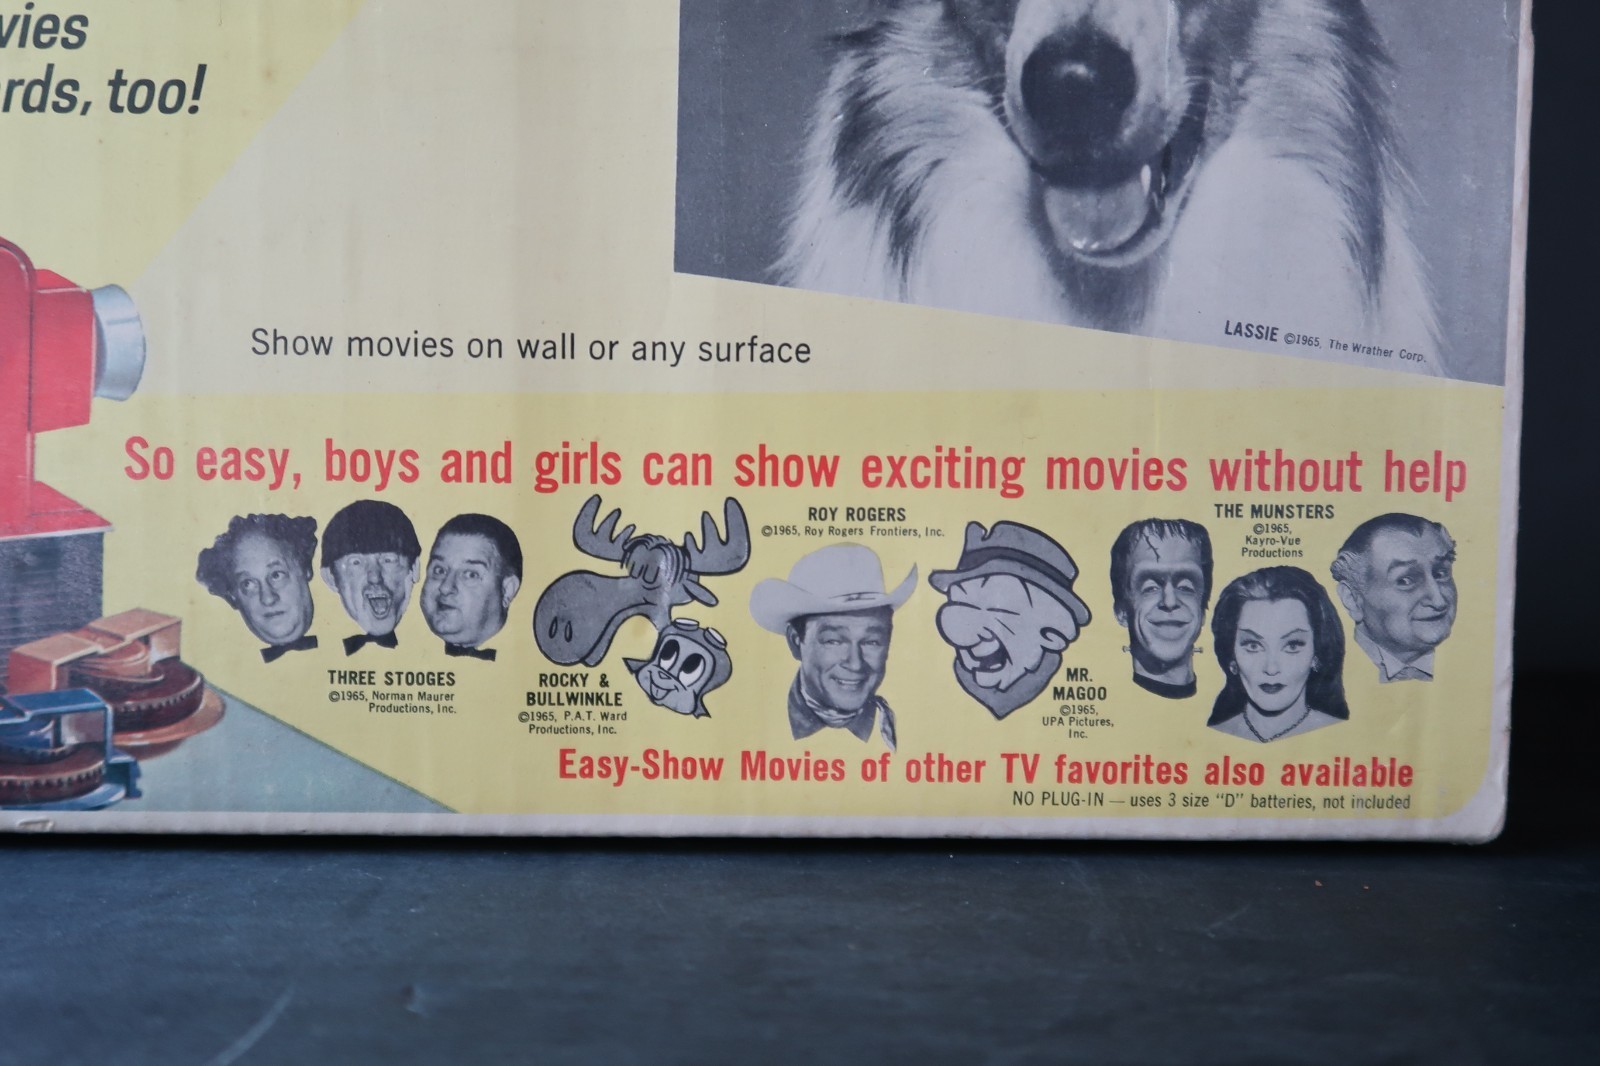 too!
LASSIE ©1965, The Wrather Corp.
Show movies on wall or any surface
So easy, boys and girls can show exciting movies without help
THREE STOOGES
©1965, Norman Maurer
Productions, Inc.
ROCKY &
BULLWINKLE
©1965, P.A.T. Ward
Productions, Inc.
ROY ROGERS
©1965, Roy Rogers Frontiers, Inc.
MR.
MAGOO
©1965,
UPA Pictures,
Inc.
THE MUNSTERS
©1965,
Kayro-Vue
Productions
Easy-Show Movies of other TV favorites also available
NO PLUG-IN — uses 3 size "D" batteries, not included